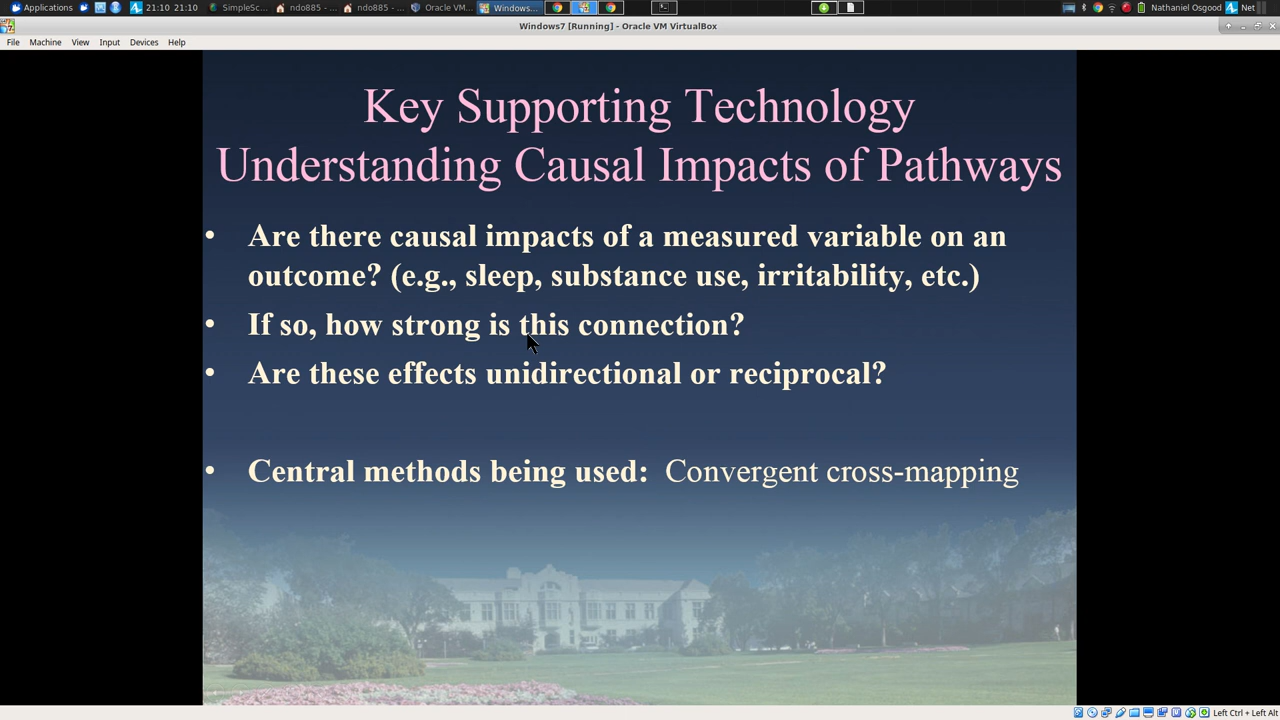 Applications
21:10 21:10
SimpleSc...
ndo885 - ...
ndo885 - ...
Oracle VM...
Windows...
Nathaniel Osgood
Net
Windows7 [Running] - Oracle VM VirtualBox
File Machine View Input Devices Help
Key Supporting Technology
Understanding Causal Impacts of Pathways
• Are there causal impacts of a measured variable on an
outcome? (e.g., sleep, substance use, irritability, etc.)
• If so, how strong is this connection?
• Are these effects unidirectional or reciprocal?
• Central methods being used: Convergent cross-mapping
Left Ctrl + Left Alt